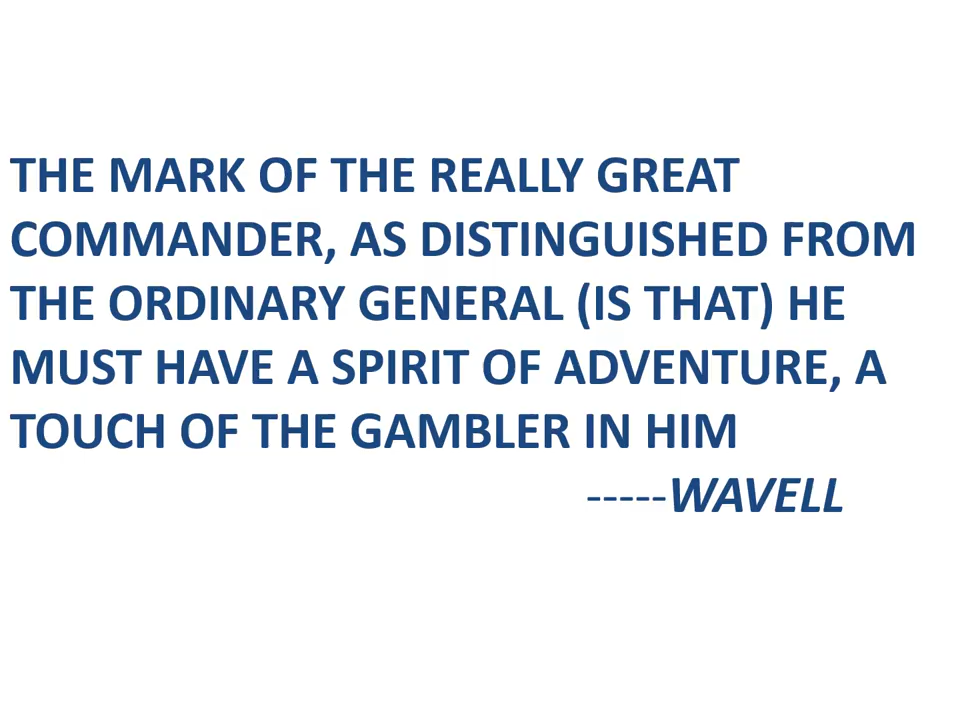 THE MARK OF THE REALLY GREAT
COMMANDER, AS DISTINGUISHED FROM
THE ORDINARY GENERAL (IS THAT) HE
MUST HAVE A SPIRIT OF ADVENTURE, A
TOUCH OF THE GAMBLER IN HIM
-----WAVELL